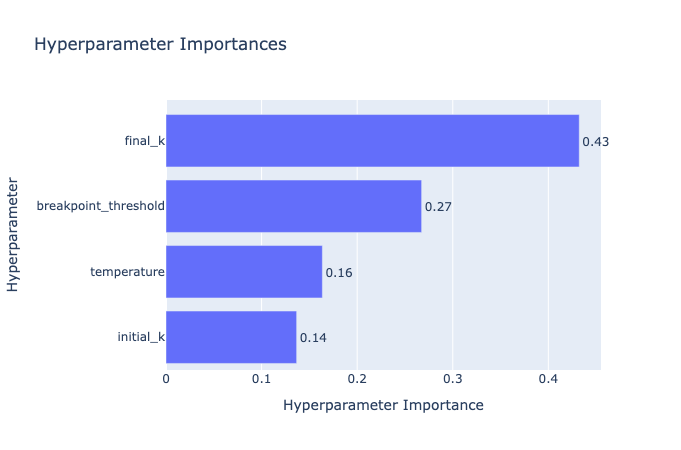 Hyperparameter Importances
Hyperparameter
final_k
0.43
breakpoint_threshold
0.27
temperature
0.16
initial_k
0.14
0
0.1
0.2
0.3
0.4
Hyperparameter Importance